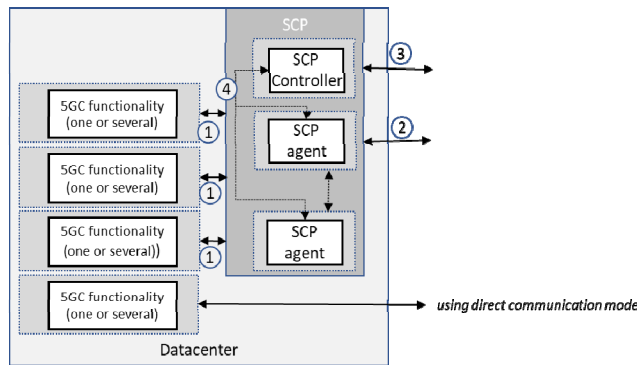 SCP
SCP
Controller
3
4
5GC functionality
(one or several)
1
SCP
agent
2
5GC functionality
(one or several)
1
5GC functionality
(one or several))
1
SCP
agent
5GC functionality
(one or several)
using direct communication mode
Datacenter